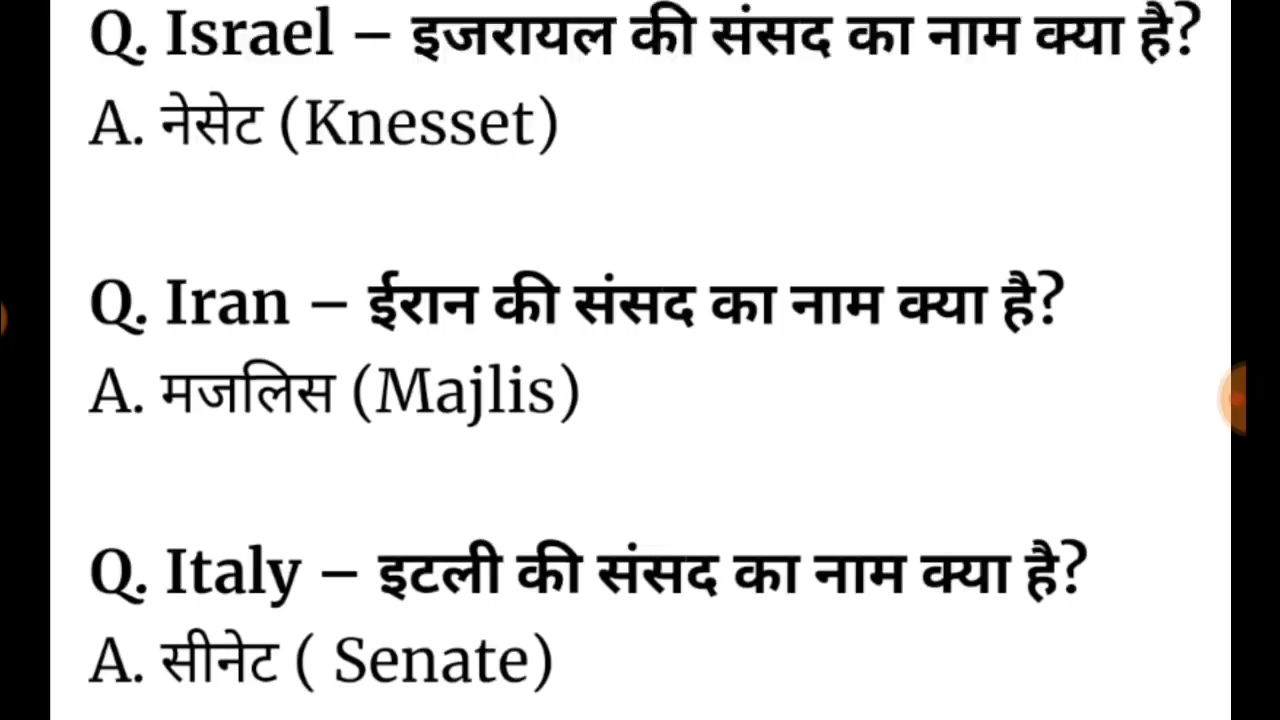 Q. Israel – इजरायल की संसद का नाम क्या है?
A. नेसेट (Knesset)
Q. Iran – ईरान की संसद का नाम क्या है?
A. मजलिस (Majlis)
Q. Italy – इटली की संसद का नाम क्या है?
A. सीनेट ( Senate)